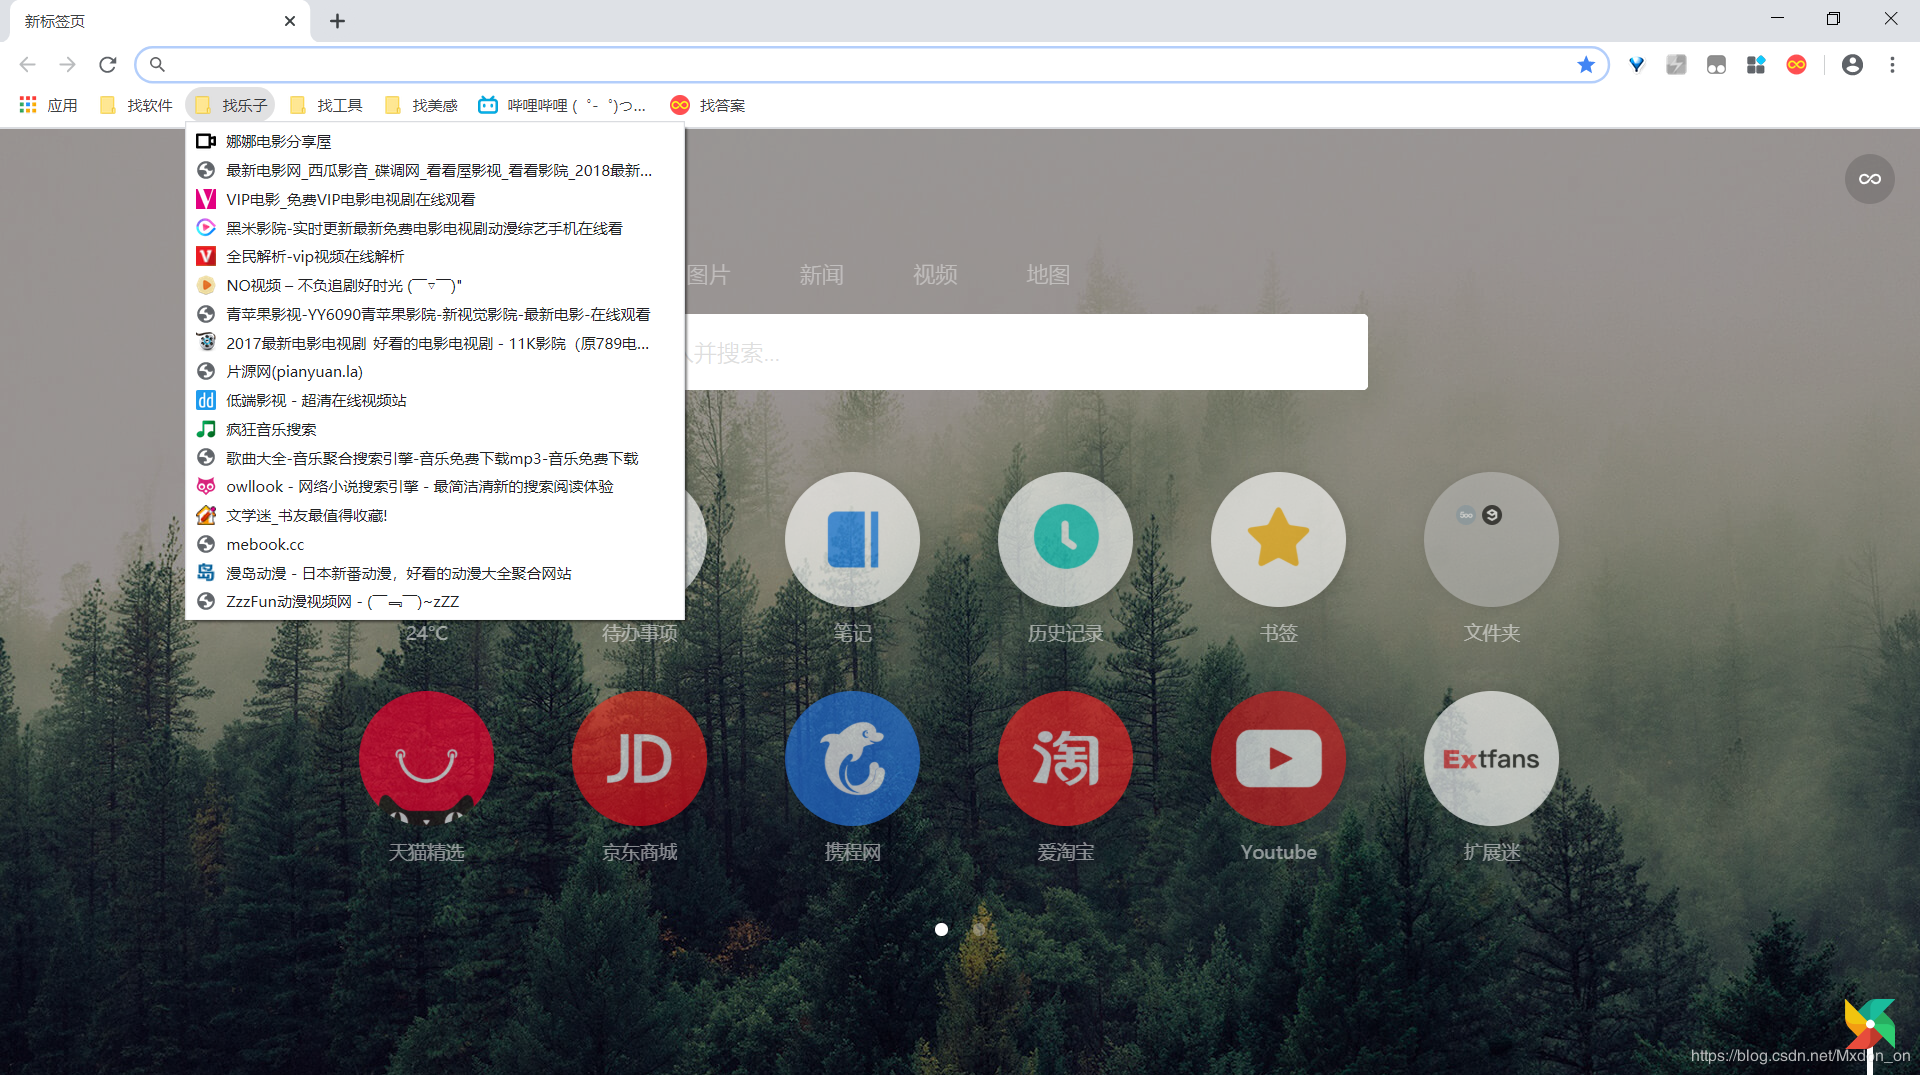 新标签页
应用
找软件
找乐子
找工具
找美感
哔哩哔哩 (゜-゜)つ...
找答案
娜娜电影分享屋
最新电影网_西瓜影音_碟调网_看看屋影视_看看影院_2018最新...
VIP电影_免费VIP电影电视剧在线观看
黑米影院-实时更新最新免费电影电视剧动漫综艺手机在线看
全民解析-vip视频在线解析
NO视频 – 不负追剧好时光 (￣▽￣)"
青苹果影视-YY6090青苹果影院-新视觉影院-最新电影-在线观看
2017最新电影电视剧 好看的电影电视剧 - 11K影院（原789电...
片源网(pianyuan.la)
低端影视 - 超清在线视频站
疯狂音乐搜索
歌曲大全-音乐聚合搜索引擎-音乐免费下载mp3-音乐免费下载
owllook - 网络小说搜索引擎 - 最简洁清新的搜索阅读体验
文学迷_书友最值得收藏!
mebook.cc
漫岛动漫 - 日本新番动漫，好看的动漫大全聚合网站
ZzzFun动漫视频网 - (￣﹃￣)~zZZ
图片
新闻
视频
地图
并搜索...
24°C
待办事项
笔记
历史记录
书签
文件夹
JD
淘
Extfans
天猫精选
京东商城
携程网
爱淘宝
Youtube
扩展迷
https://blog.csdn.net/Mxdon_on